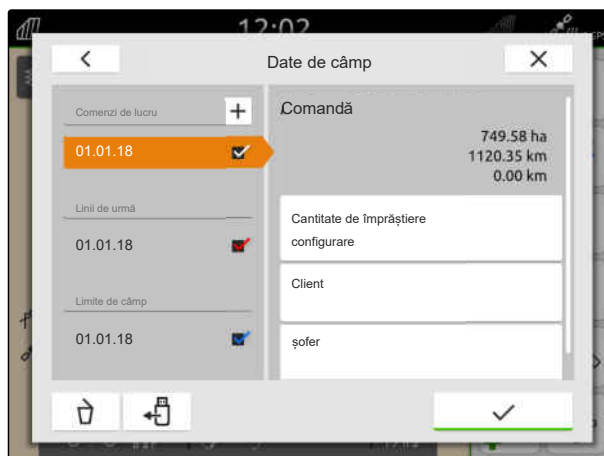 12:02
GPS
Date de câmp
Comenzi de lucru
01.01.18
Linii de urmă
01.01.18
Limite de câmp
01.01.18
Comandă
749.58 ha
1120.35 km
0.00 km
Cantitate de împrăștiere
configurare
Client
șofer